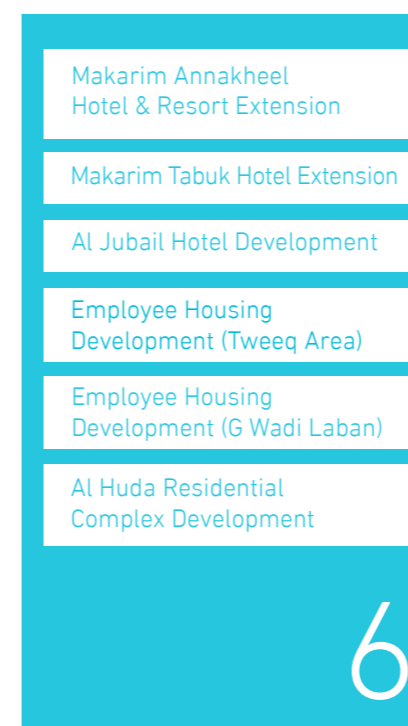 Makarim Annakheel
Hotel & Resort Extension
Makarim Tabuk Hotel Extension
Al Jubail Hotel Development
Employee Housing
Development (Tweeq Area)
Employee Housing
Development (G Wadi Laban)
Al Huda Residential
Complex Development
6